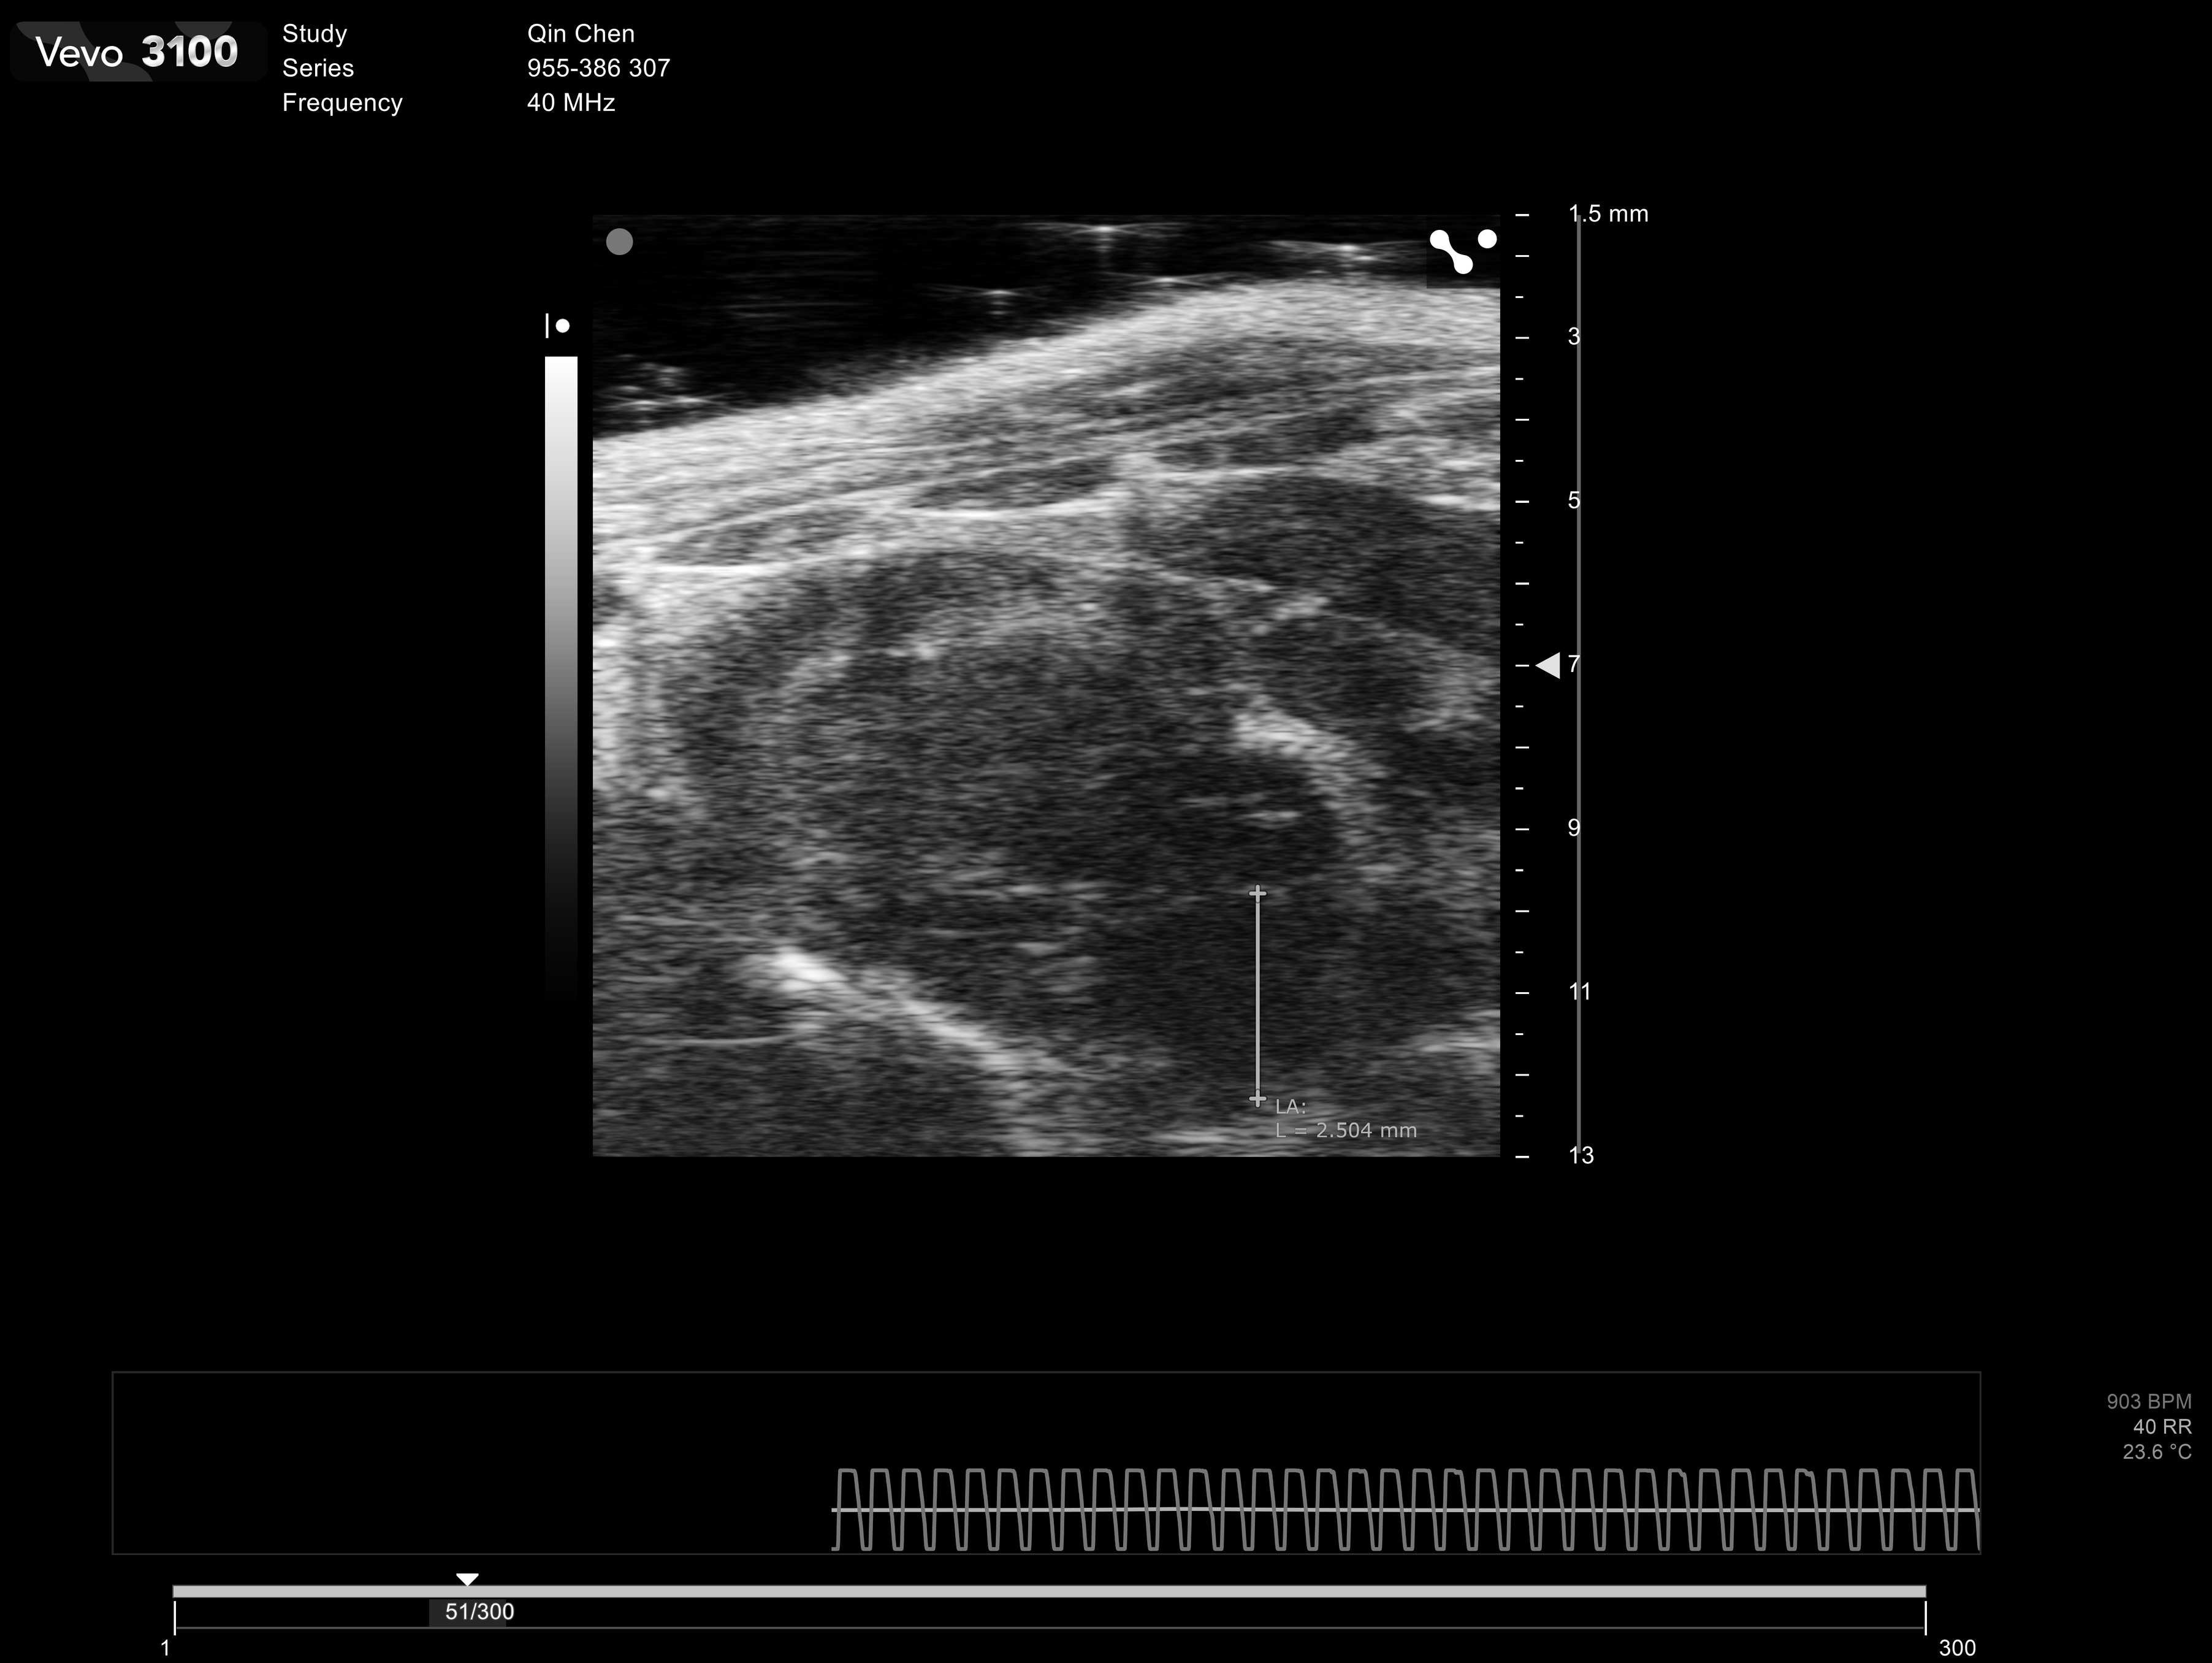 Vevo 3100
Study Qin Chen
Series 955-386 307
Frequency 40 MHz
1.5 mm
3
5
7
9
11
13
LA:
L = 2.504 mm
903 BPM
40 RR
23.6 °C
51/300
1
300